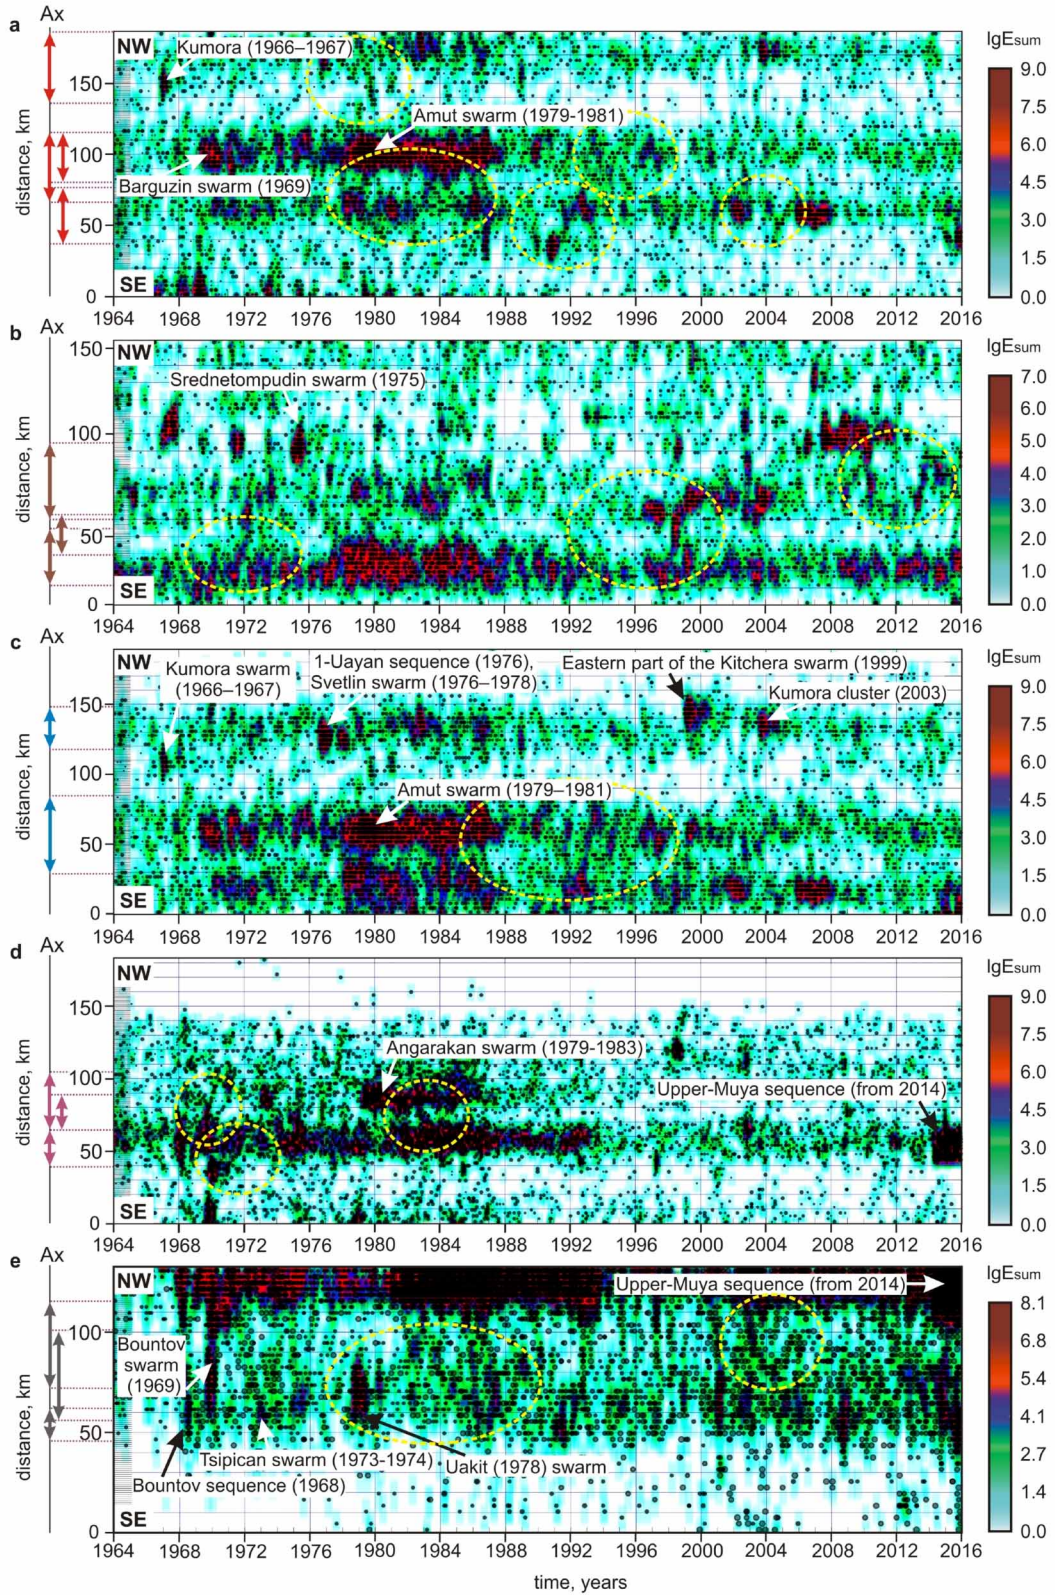 Ax
a
NW
Kumora (1966–1967)
Amut swarm (1979-1981)
Barguzin swarm (1969)
SE
distance, km
150
100
50
0
1964 1968 1972 1976 1980 1984 1988 1992 1996 2000 2004 2008 2012 2016
lgEsum
9.0
7.5
6.0
4.5
3.0
1.5
0.0
Ax
b
NW
Srednetompudin swarm (1975)
SE
distance, km
150
100
50
0
1964 1968 1972 1976 1980 1984 1988 1992 1996 2000 2004 2008 2012 2016
lgEsum
7.0
6.0
5.0
4.0
3.0
2.0
1.0
0.0
Ax
c
NW
Kumora swarm
(1966–1967)
1-Uayan sequence (1976),
Svetlin swarm (1976–1978)
Eastern part of the Kitchera swarm (1999)
Kumora cluster (2003)
Amut swarm (1979–1981)
SE
distance, km
150
100
50
0
1964 1968 1972 1976 1980 1984 1988 1992 1996 2000 2004 2008 2012 2016
lgEsum
9.0
7.5
6.0
4.5
3.0
1.5
0.0
Ax
d
NW
Angarakan swarm (1979-1983)
Upper-Muya sequence (from 2014)
SE
distance, km
150
100
50
0
1964 1968 1972 1976 1980 1984 1988 1992 1996 2000 2004 2008 2012 2016
lgEsum
9.0
7.5
6.0
4.5
3.0
1.5
0.0
Ax
e
NW
Upper-Muya sequence (from 2014)
Bountov
swarm
(1969)
Tsipican swarm (1973-1974)
Uakit (1978) swarm
Bountov sequence (1968)
SE
distance, km
100
50
0
1964 1968 1972 1976 1980 1984 1988 1992 1996 2000 2004 2008 2012 2016
lgEsum
8.1
6.8
5.4
4.1
2.7
1.4
0.0
time, years